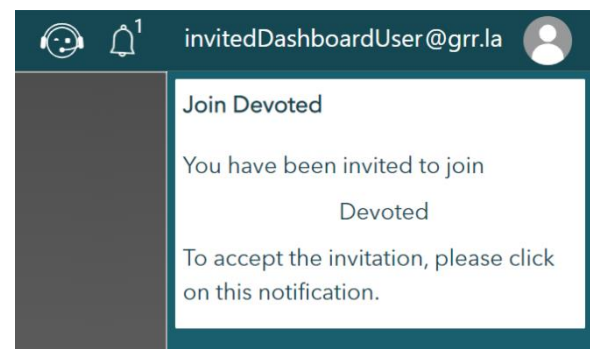 1
invitedDashboardUser@grr.la
Join Devoted
You have been invited to join
Devoted
To accept the invitation, please click
on this notification.